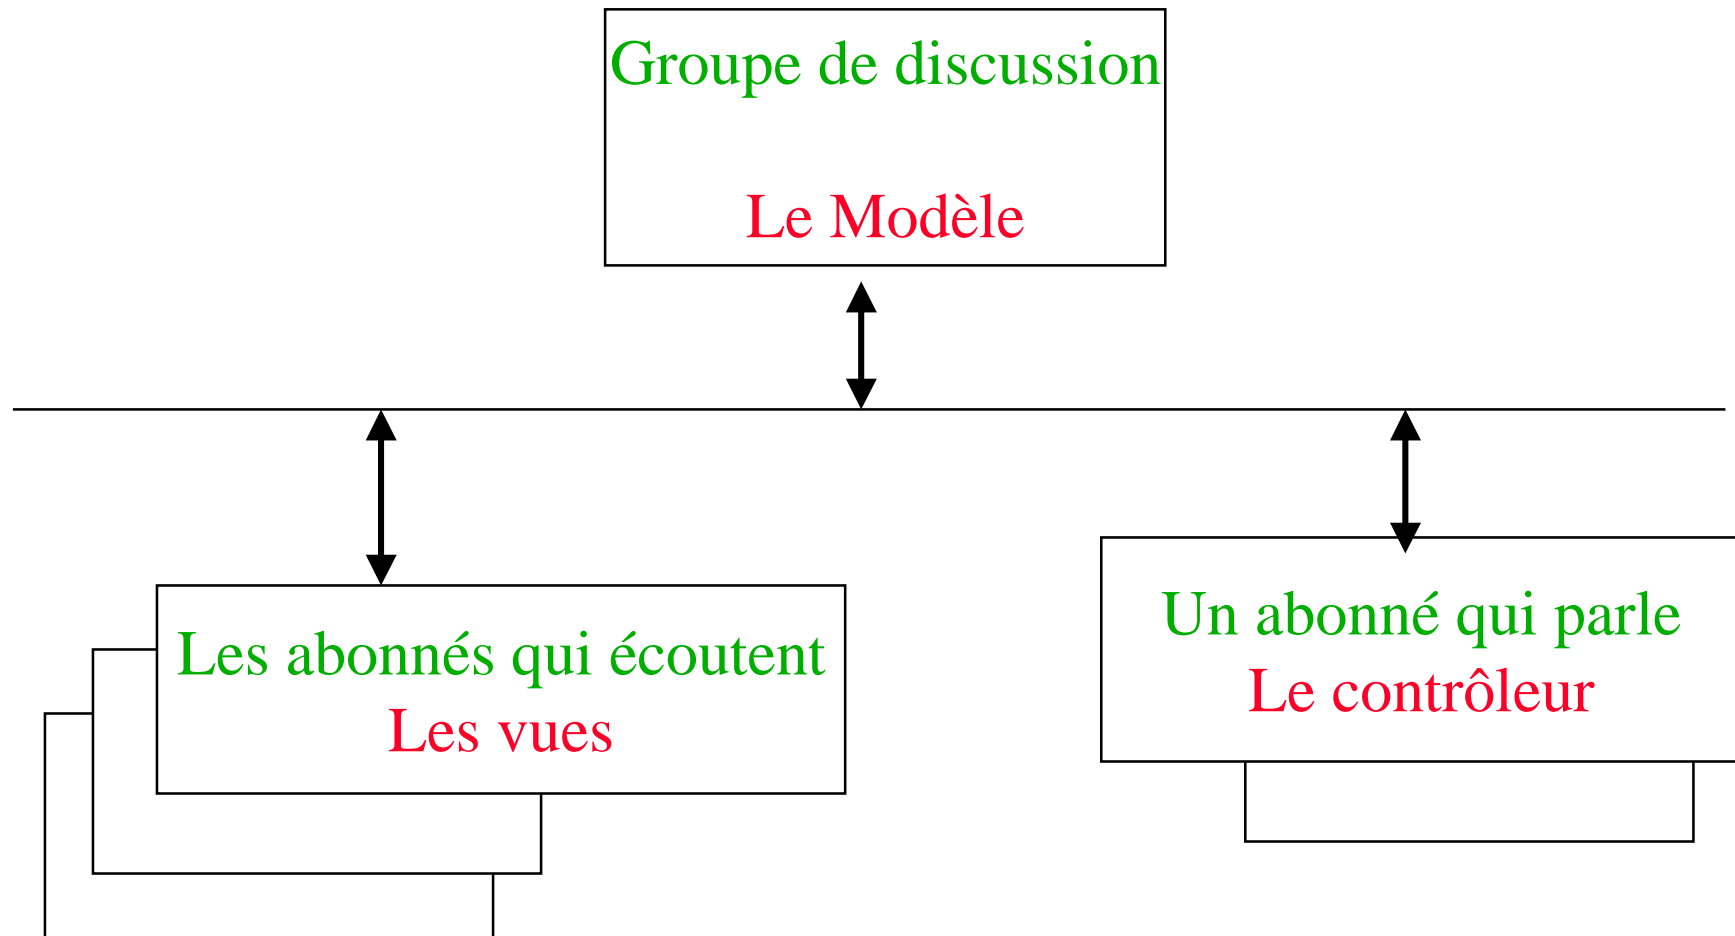 Groupe de discussion
Le Modèle
Les abonnés qui écoutent
Les vues
Un abonné qui parle
Le contrôleur